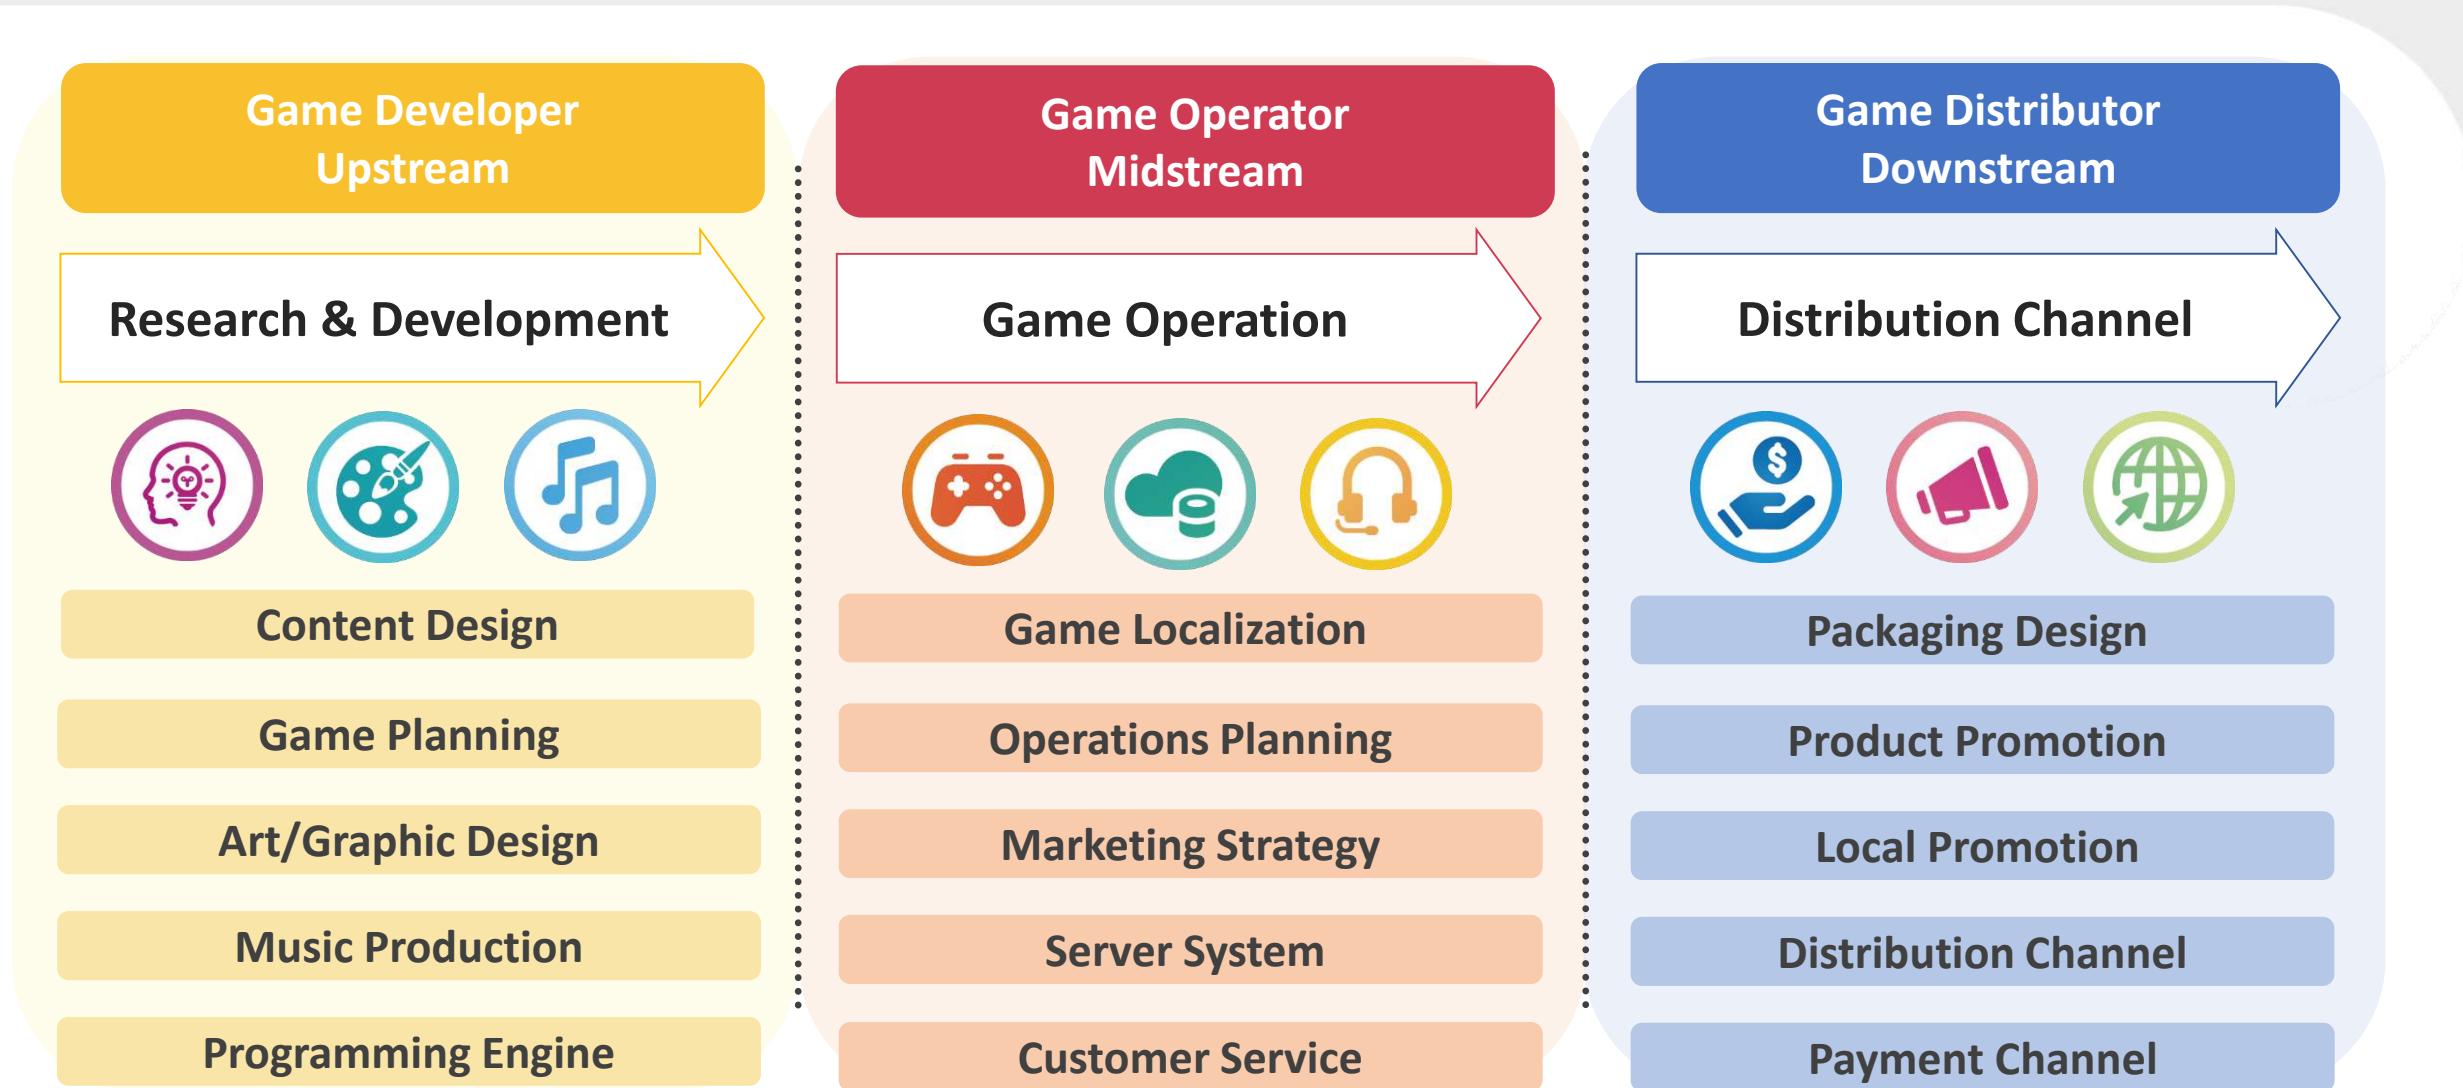 Game Developer
Upstream
Research & Development
Content Design
Game Planning
Art/Graphic Design
Music Production
Programming Engine
Game Operator
Midstream
Game Operation
Game Localization
Operations Planning
Marketing Strategy
Server System
Customer Service
Game Distributor
Downstream
Distribution Channel
$
Packaging Design
Product Promotion
Local Promotion
Distribution Channel
Payment Channel